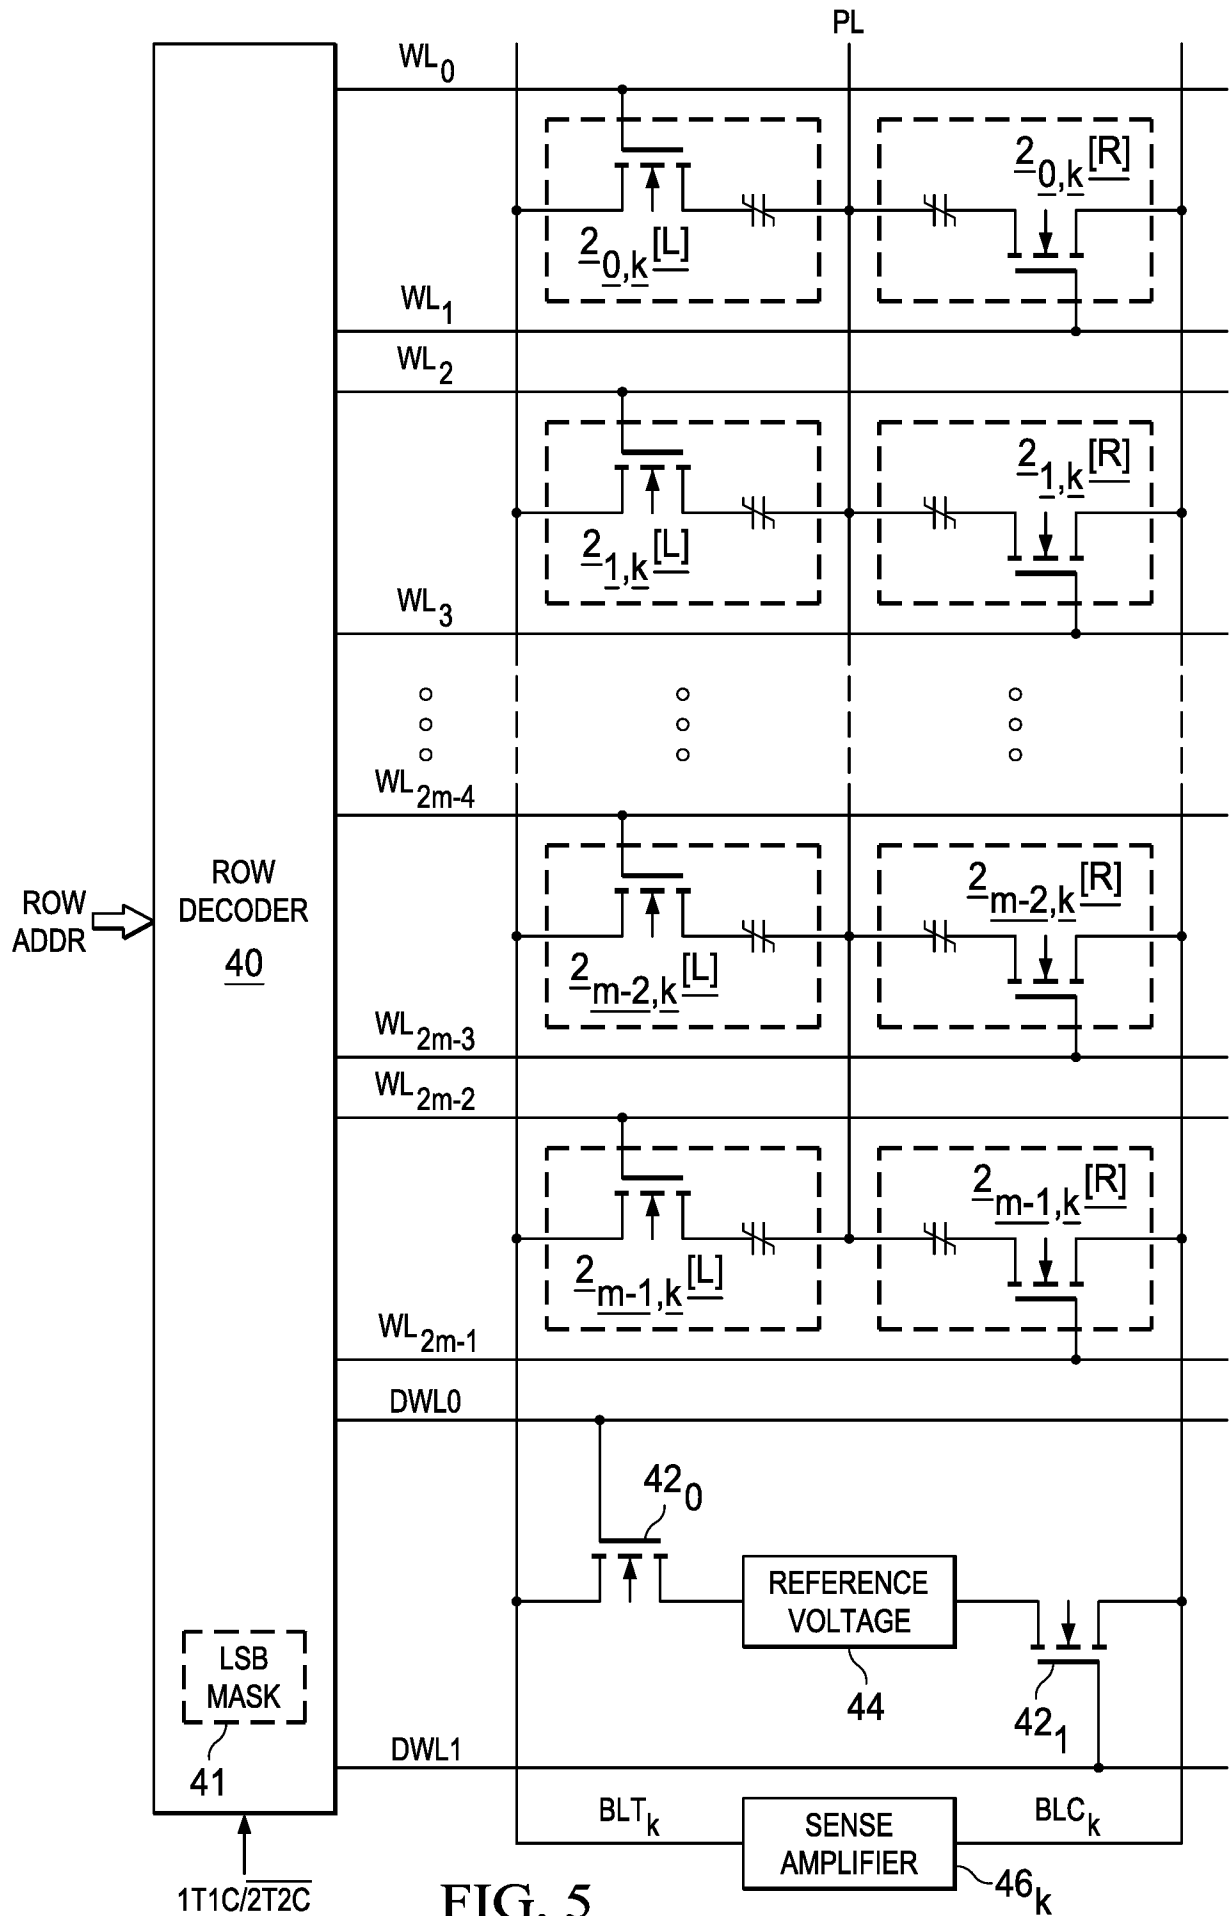 PL
WL0
2 0,k [R]
2 0,k [L]
WL1
WL2
2 1,k [R]
2 1,k [L]
WL3
WL2m-4
ROW DECODER
40
ROW ADDR
2 m-2,k [R]
2 m-2,k [L]
WL2m-3
WL2m-2
2 m-1,k [R]
2 m-1,k [L]
WL2m-1
DWL0
42 0
REFERENCE
VOLTAGE
44
42 1
LSB
MASK
41
DWL1
BLTk
SENSE
AMPLIFIER
BLCk
46k
1T1C/2T2C
FIG. 5